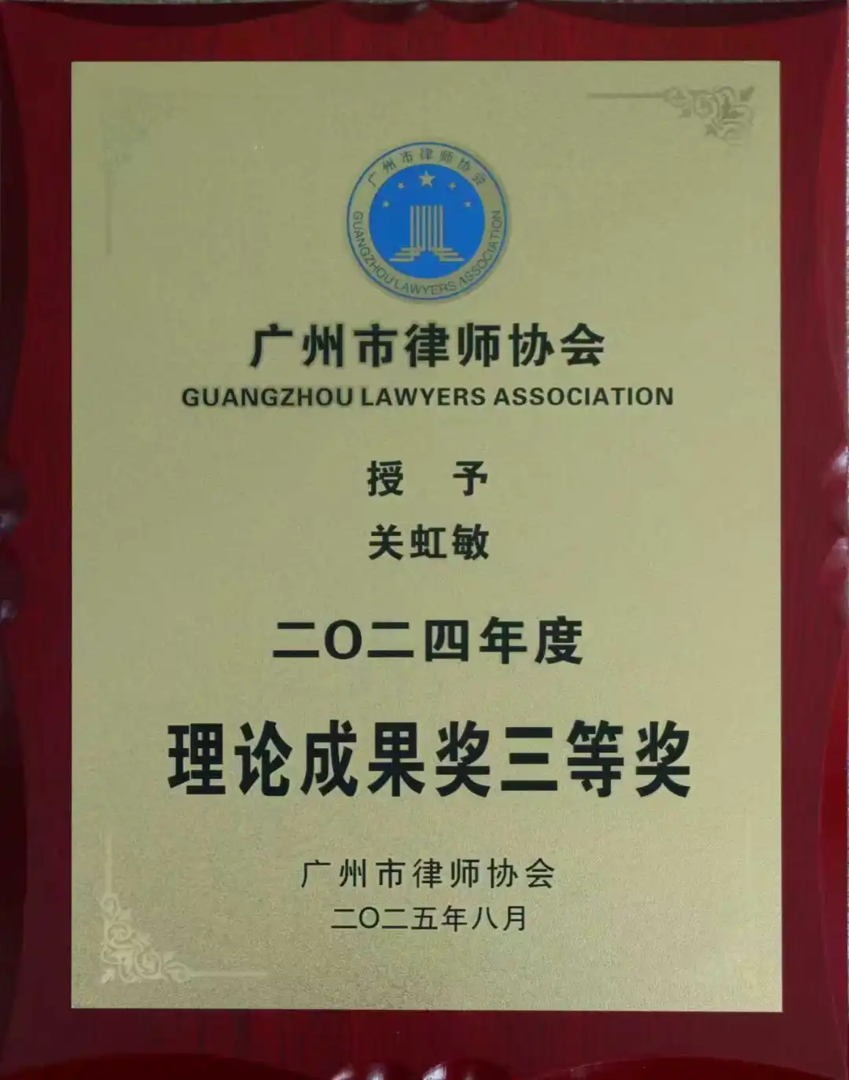 广州市律师协会
GUANGZHOU LAWYERS ASSOCIATION
广州市律师协会
GUANGZHOU LAWYERS ASSOCIATION
授 予
关虹敏
二〇二四年度
理论成果奖三等奖
广州市律师协会
二〇二五年八月